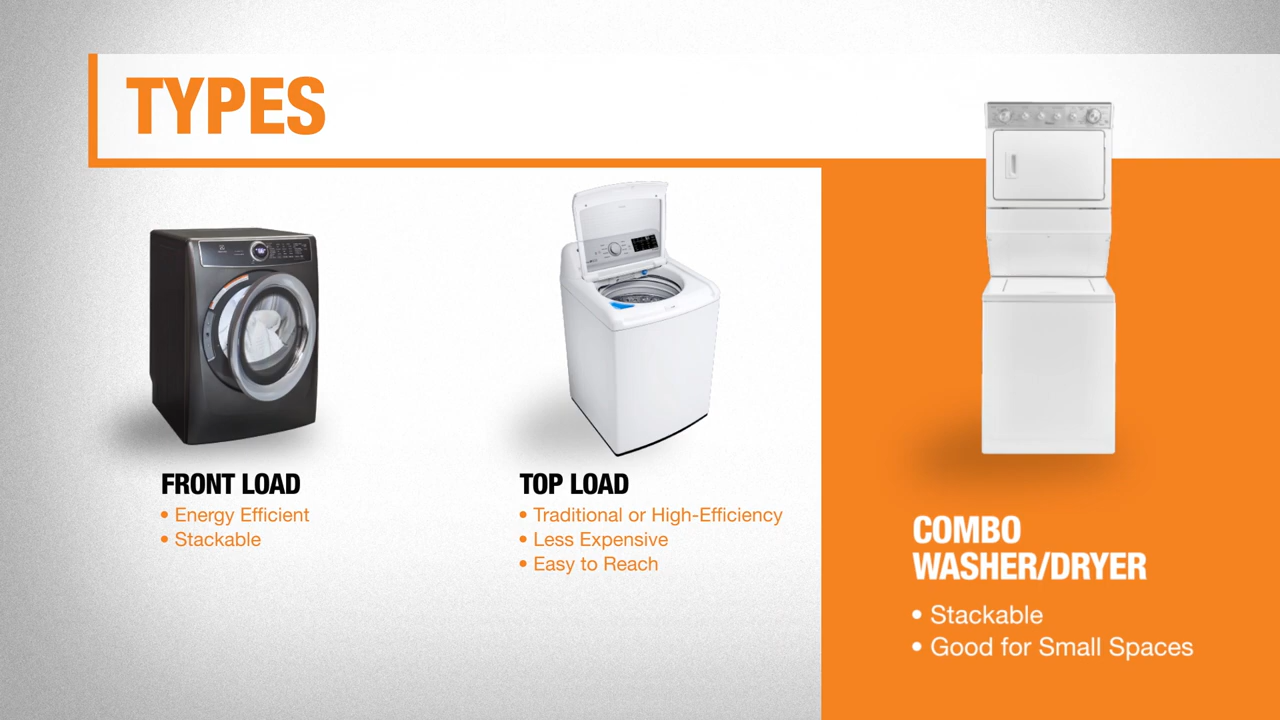 TYPES
FRONT LOAD
• Energy Efficient
• Stackable
TOP LOAD
• Traditional or High-Efficiency
• Less Expensive
• Easy to Reach
COMBO
WASHER/DRYER
• Stackable
• Good for Small Spaces